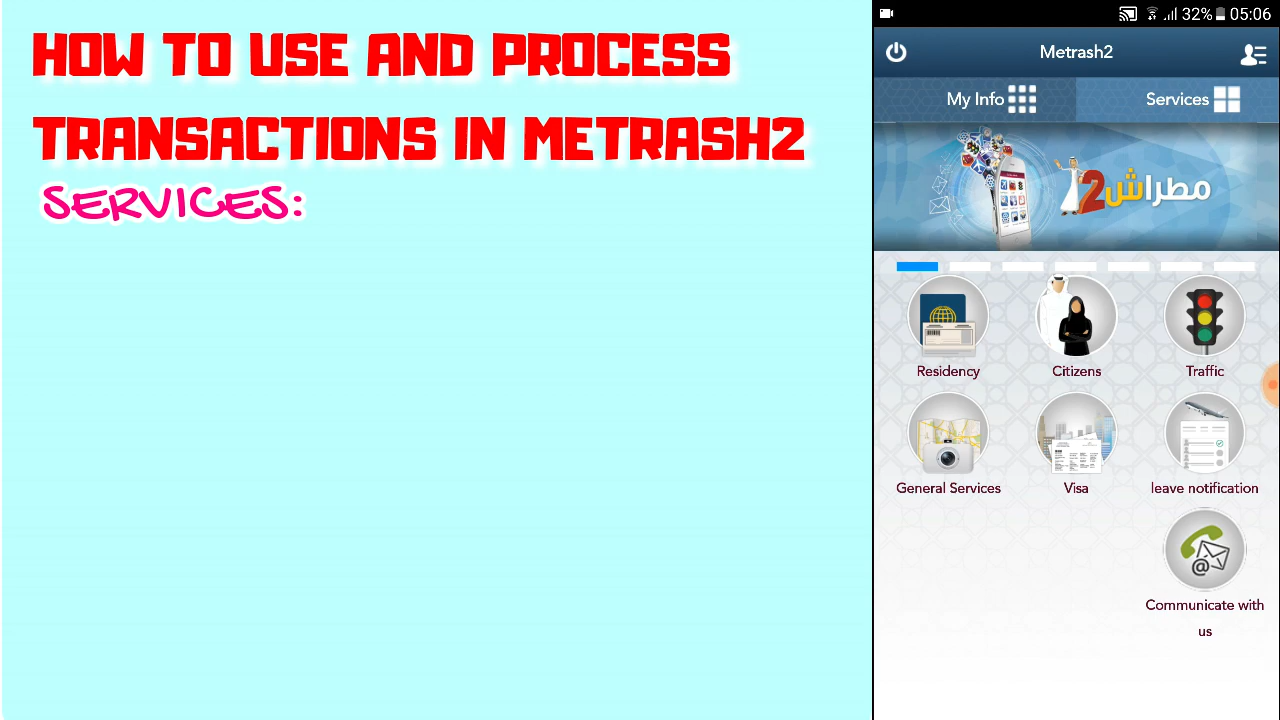 HOW TO USE AND PROCESS
TRANSACTIONS IN METRASH2
SERVICES:
32% 05:06
Metrash2
My Info Services
مطراش2
Residency Citizens Traffic
General Services Visa leave notification
Communicate with
us